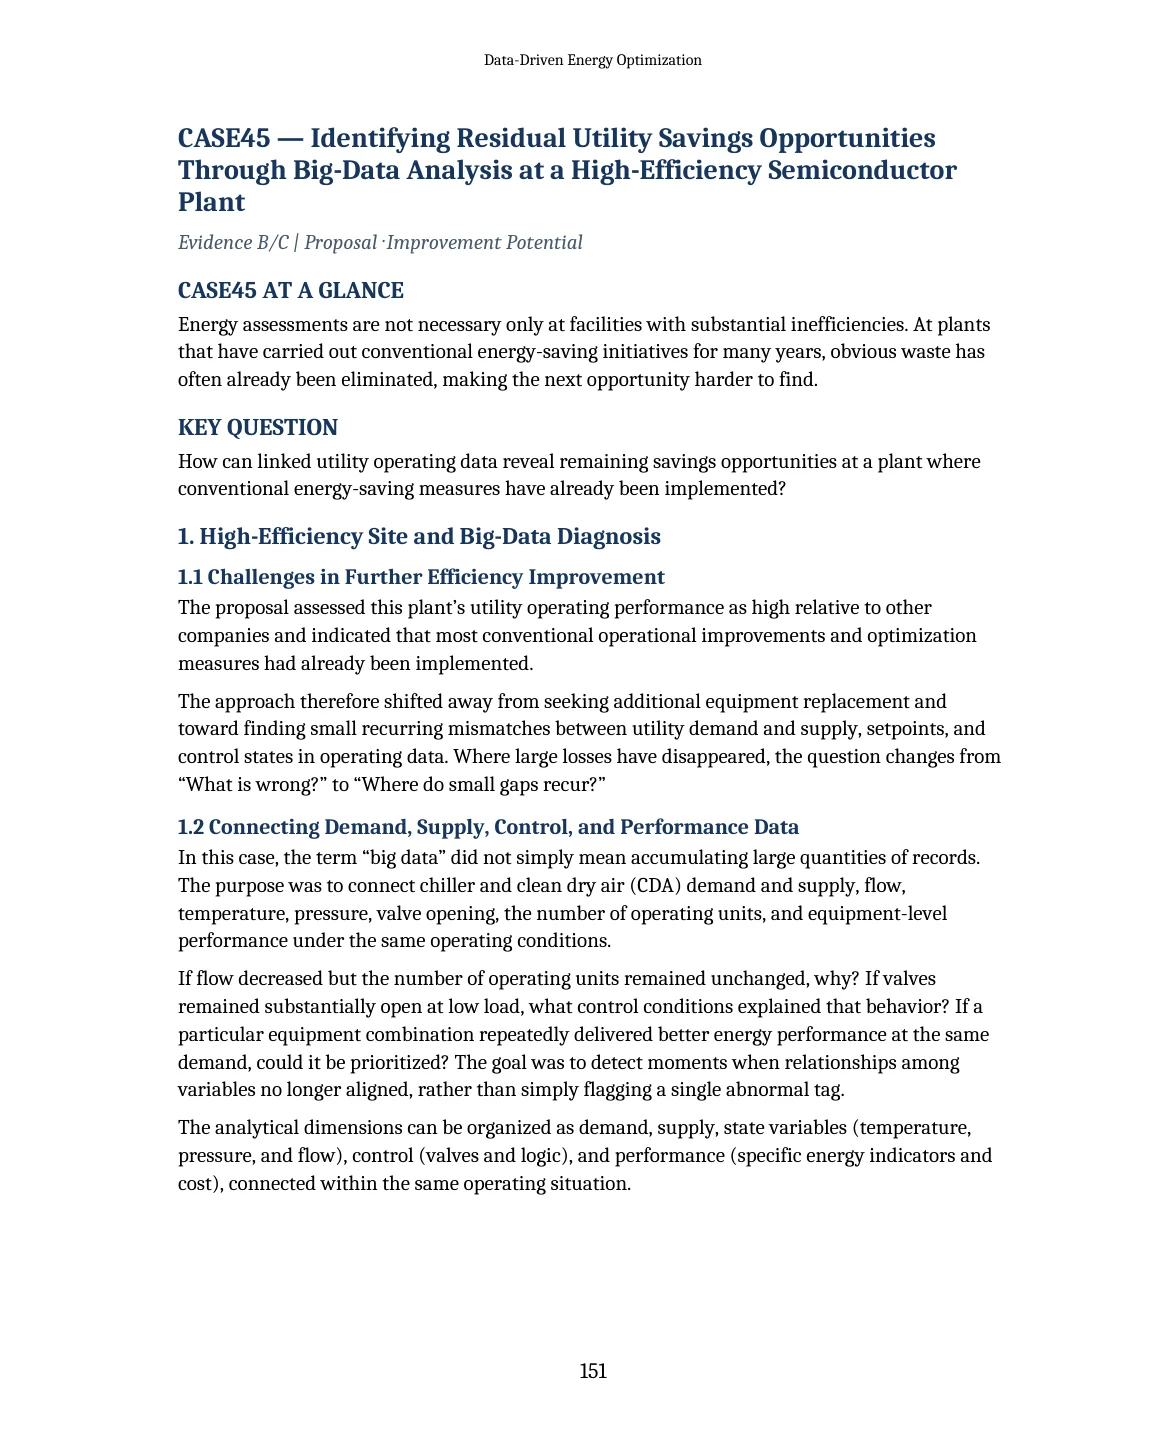 Data-Driven Energy Optimization
CASE45 — Identifying Residual Utility Savings Opportunities
Through Big-Data Analysis at a High-Efficiency Semiconductor
Plant
Evidence B/C | Proposal · Improvement Potential
CASE45 AT A GLANCE
Energy assessments are not necessary only at facilities with substantial inefficiencies. At plants
that have carried out conventional energy-saving initiatives for many years, obvious waste has
often already been eliminated, making the next opportunity harder to find.
KEY QUESTION
How can linked utility operating data reveal remaining savings opportunities at a plant where
conventional energy-saving measures have already been implemented?
1. High-Efficiency Site and Big-Data Diagnosis
1.1 Challenges in Further Efficiency Improvement
The proposal assessed this plant’s utility operating performance as high relative to other
companies and indicated that most conventional operational improvements and optimization
measures had already been implemented.
The approach therefore shifted away from seeking additional equipment replacement and
toward finding small recurring mismatches between utility demand and supply, setpoints, and
control states in operating data. Where large losses have disappeared, the question changes from
“What is wrong?” to “Where do small gaps recur?”
1.2 Connecting Demand, Supply, Control, and Performance Data
In this case, the term “big data” did not simply mean accumulating large quantities of records.
The purpose was to connect chiller and clean dry air (CDA) demand and supply, flow,
temperature, pressure, valve opening, the number of operating units, and equipment-level
performance under the same operating conditions.
If flow decreased but the number of operating units remained unchanged, why? If valves
remained substantially open at low load, what control conditions explained that behavior? If a
particular equipment combination repeatedly delivered better energy performance at the same
demand, could it be prioritized? The goal was to detect moments when relationships among
variables no longer aligned, rather than simply flagging a single abnormal tag.
The analytical dimensions can be organized as demand, supply, state variables (temperature,
pressure, and flow), control (valves and logic), and performance (specific energy indicators and
cost), connected within the same operating situation.
151